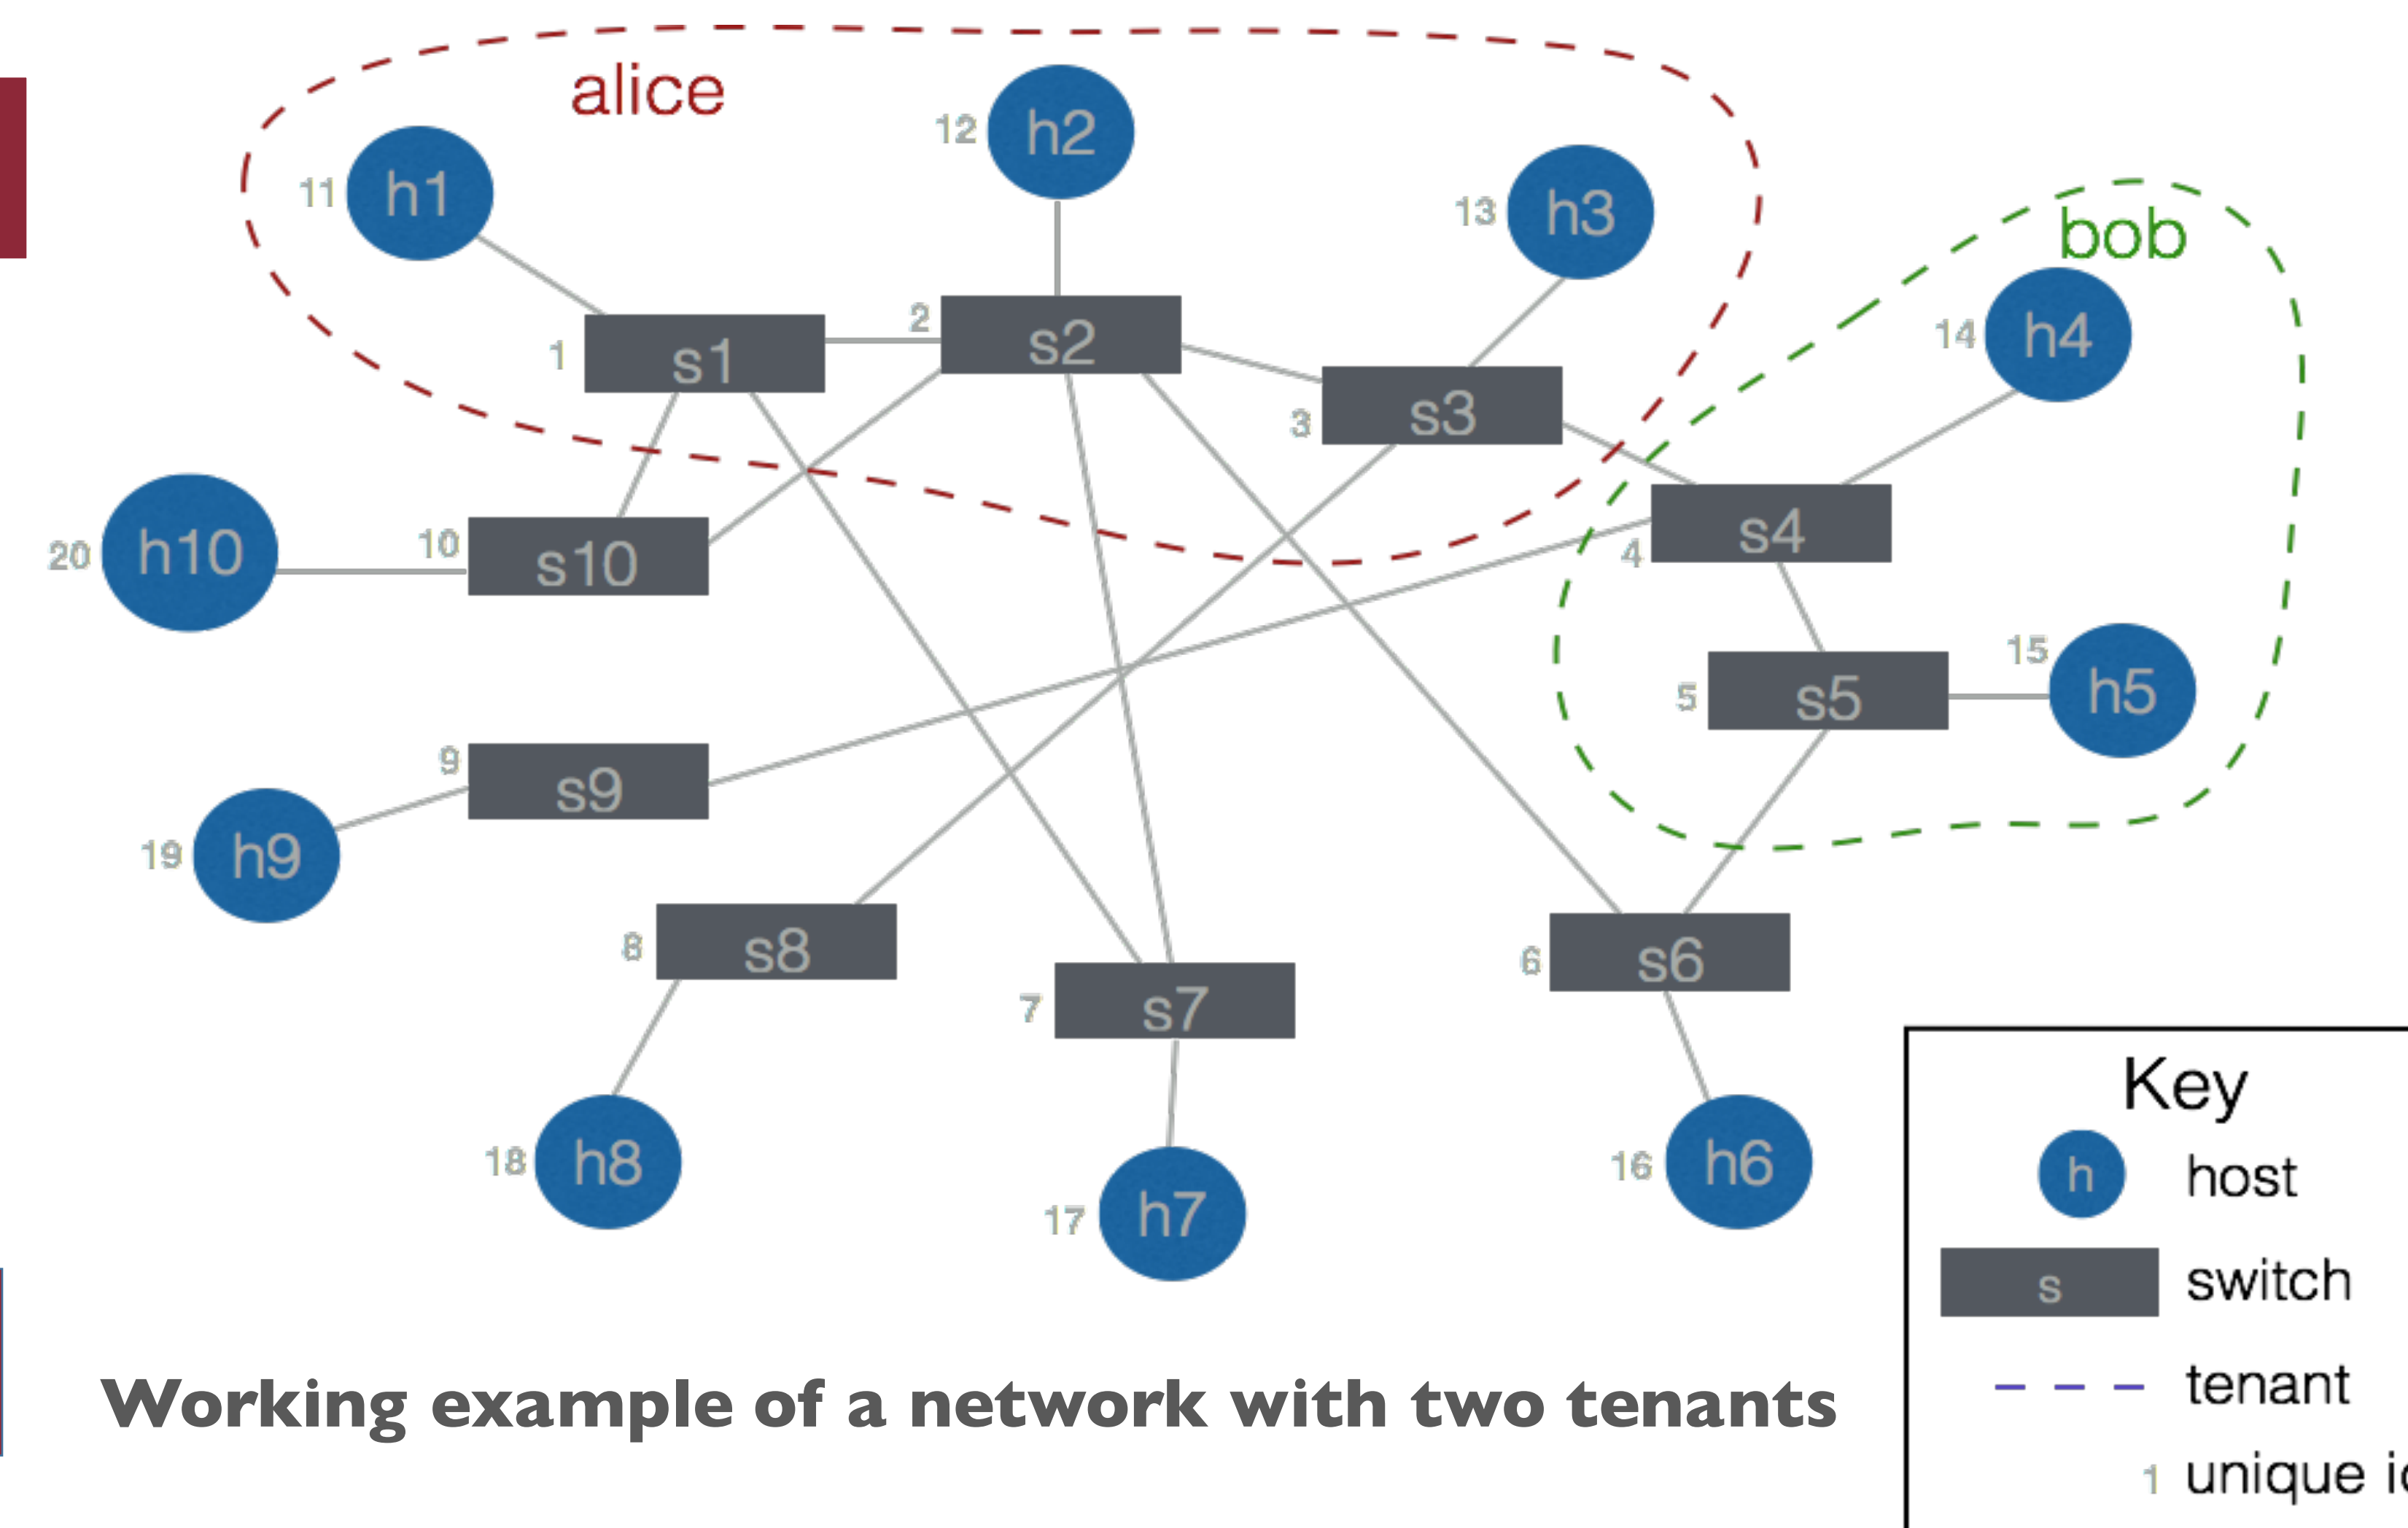 alice
12 h2
11 h1
13 h3
bob
14 h4
1 s1
2 s2
3 s3
20 h10
10 s10
4 s4
15 h5
5 s5
9 s9
19 h9
8 s8
7 s7
6 s6
18 h8
17 h7
16 h6
Key
h host
s switch
tenant
1 unique
Working example of a network with two tenants